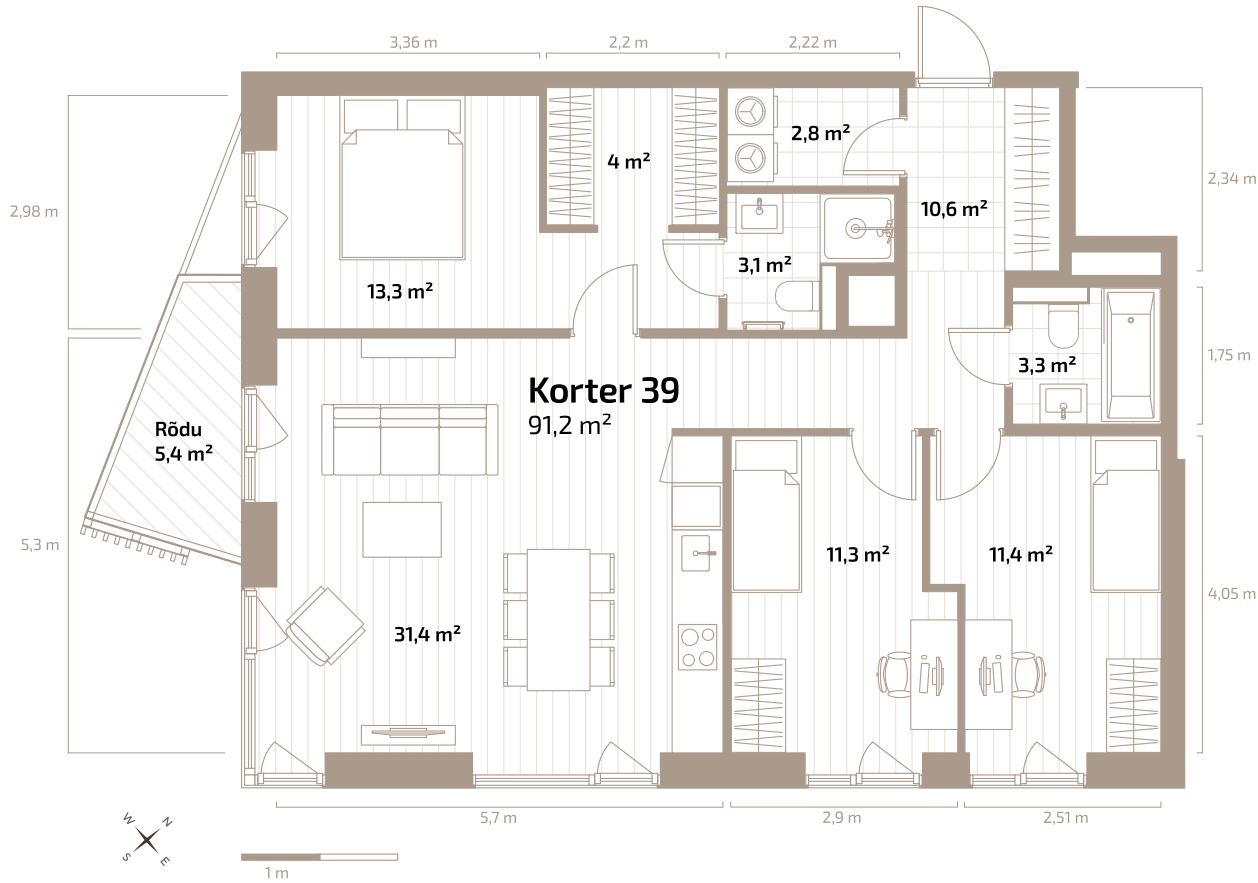 3,36 m
2,2 m
2,22 m
2,8 m²
4 m²
2,34 m
2,98 m
10,6 m²
3,1 m²
13,3 m²
1,75 m
3,3 m²
Korter 39
91,2 m²
Rõdu
5,4 m²
5,3 m
11,3 m²
11,4 m²
4,05 m
31,4 m²
5,7 m
2,9 m
2,51 m
W
N
S
E
1 m